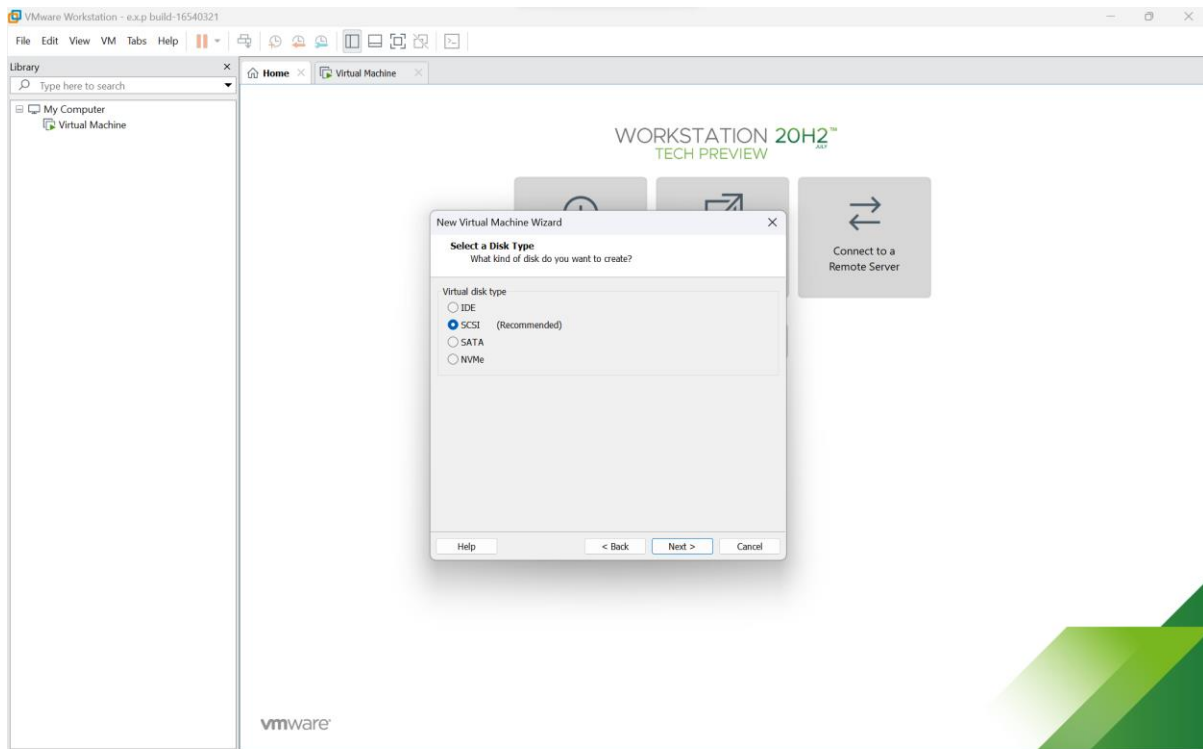 VMware Workstation - e.x.p build-16540321
File Edit View VM Tabs Help
Library
Type here to search
My Computer
Virtual Machine
Home
Virtual Machine
WORKSTATION 20H2™
JULY
TECH PREVIEW
Connect to a
Remote Server
New Virtual Machine Wizard
Select a Disk Type
What kind of disk do you want to create?
Virtual disk type
IDE
SCSI (Recommended)
SATA
NVMe
Help < Back Next > Cancel
vmware